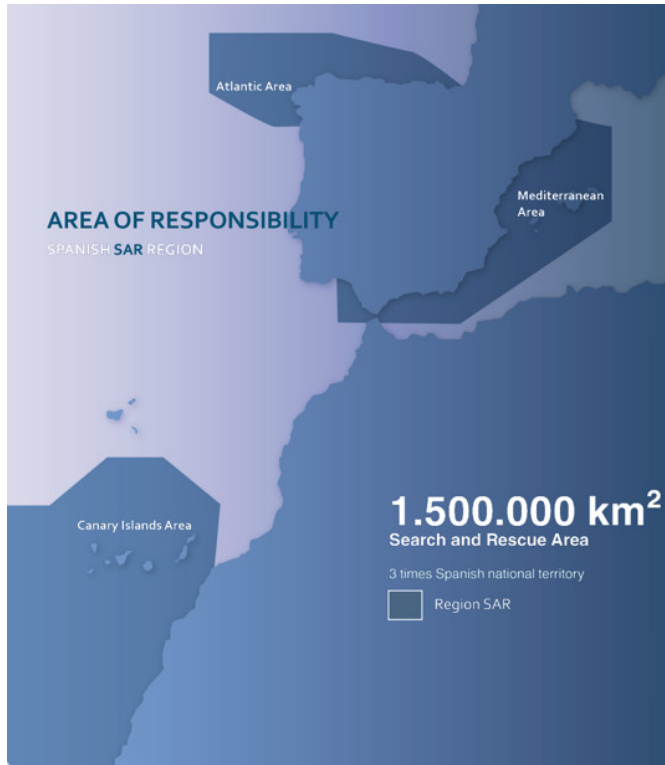 Atlantic Area
Mediterranean
Area
AREA OF RESPONSIBILITY
SPANISH SAR REGION
Canary Islands Area
1.500.000 km²
Search and Rescue Area
3 times Spanish national territory
Region SAR